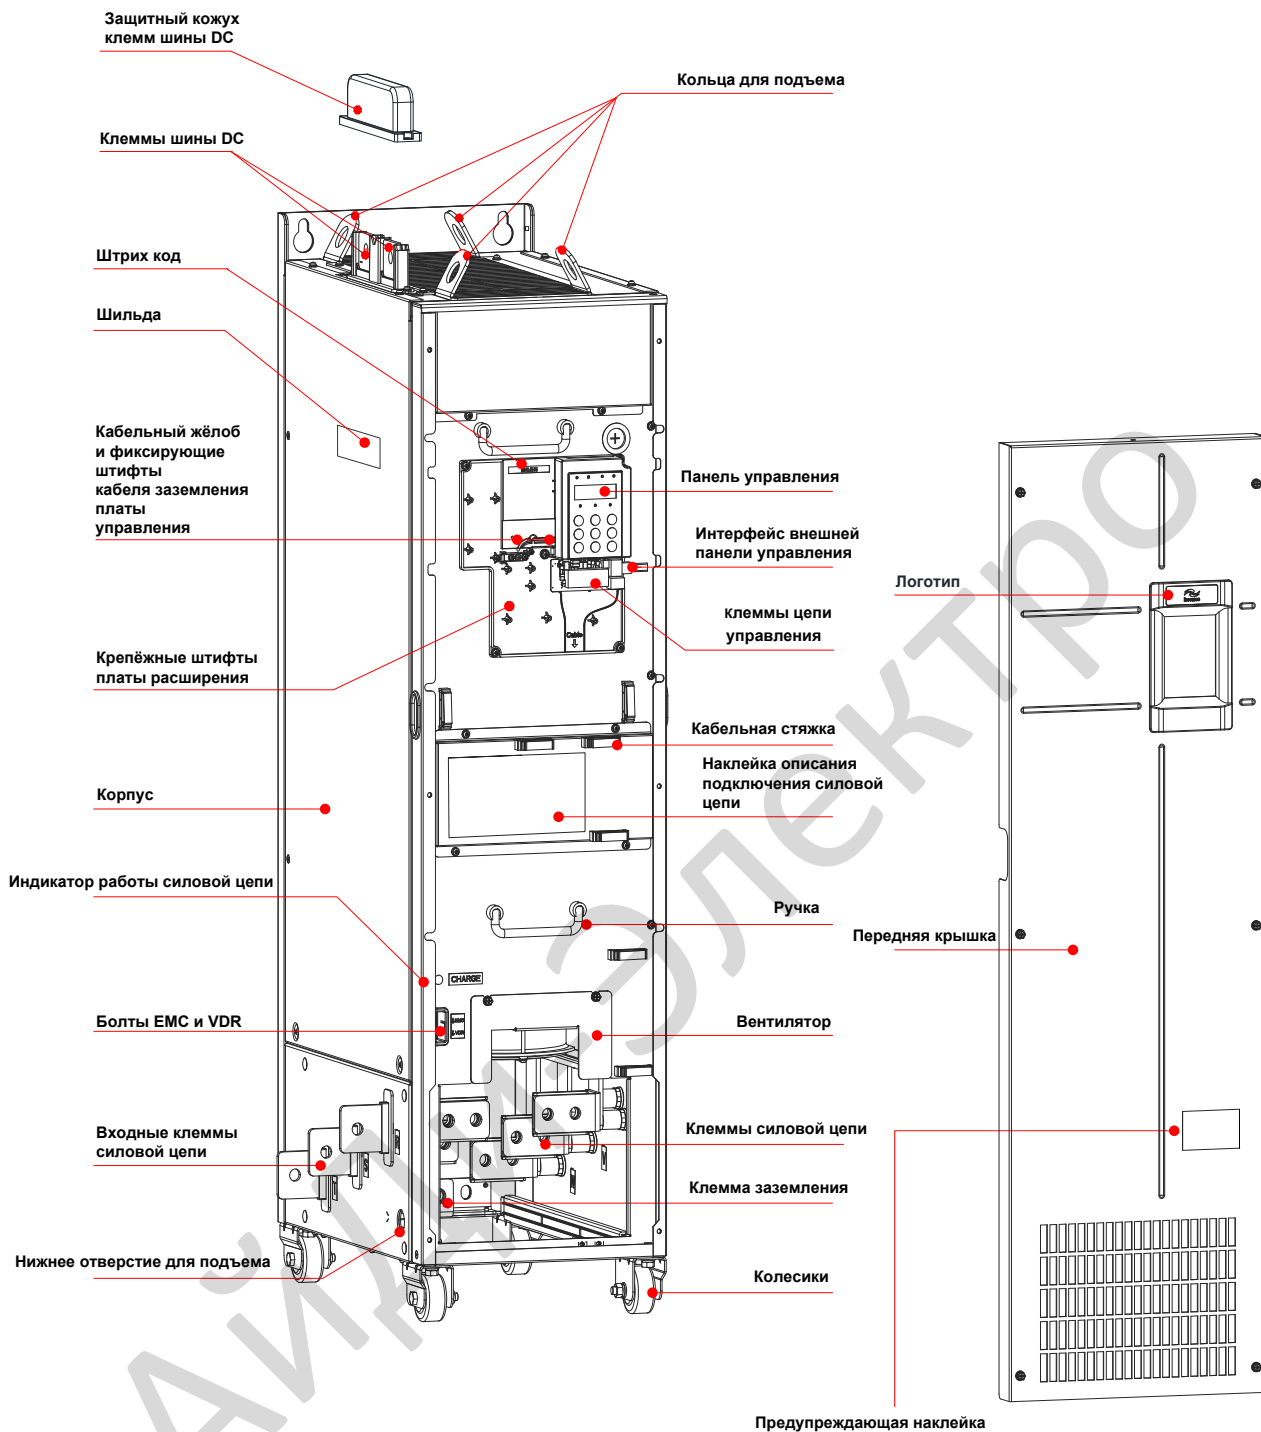 Защитный кожух
клемм шины DC
Кольца для подъема
Клеммы шины DC
Штрих код
Шильда
Кабельный жёлоб
и фиксирующие
штифты
кабеля заземления
платы
управления
Панель управления
Интерфейс внешней
панели управления
Логотип
клеммы цепи
управления
Cable
Крепёжные штифты
платы расширения
Кабельная стяжка
Наклейка описания
подключения силовой
цепи
Корпус
Индикатор работы силовой цепи
Ручка
Передняя крышка
CHARGE
Болты EMC и VDR
Вентилятор
Входные клеммы
силовой цепи
Клеммы силовой цепи
Клемма заземления
Нижнее отверстие для подъема
Колесики
Предупреждающая наклейка
АйДи-Электро